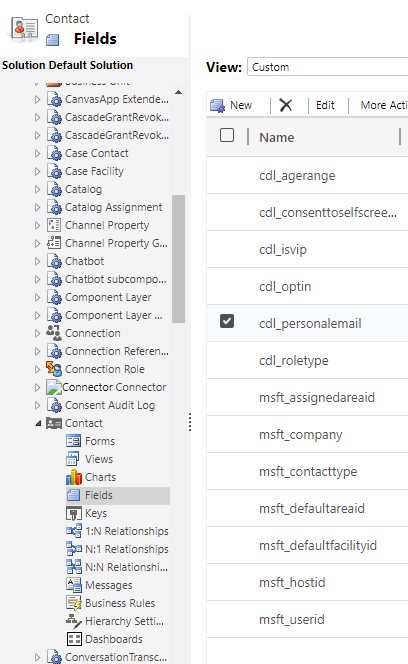 Contact
Fields
Solution Default Solution
Business Unit
CanvasApp Extende...
CascadeGrantRevok...
CascadeGrantRevok...
Case Contact
Case Facility
Catalog
Catalog Assignment
Channel Property
Channel Property G...
Chatbot
Chatbot subcompo...
Component Layer
Component Layer ...
Connection
Connection Referen...
Connection Role
Connector Connector
Consent Audit Log
Contact
Forms
Views
Charts
Fields
Keys
1:N Relationships
N:1 Relationships
N:N Relationshi...
Messages
Business Rules
Hierarchy Setti...
Dashboards
ConversationTransc...
View: Custom
New Edit More Acti
Name
cdl_agerange
cdl_consenttoselfscree...
cdl_isvip
cdl_optin
cdl_personalemail
cdl_roletype
msft_assignedareaid
msft_company
msft_contacttype
msft_defaultareaid
msft_defaultfacilityid
msft_hostid
msft_userid